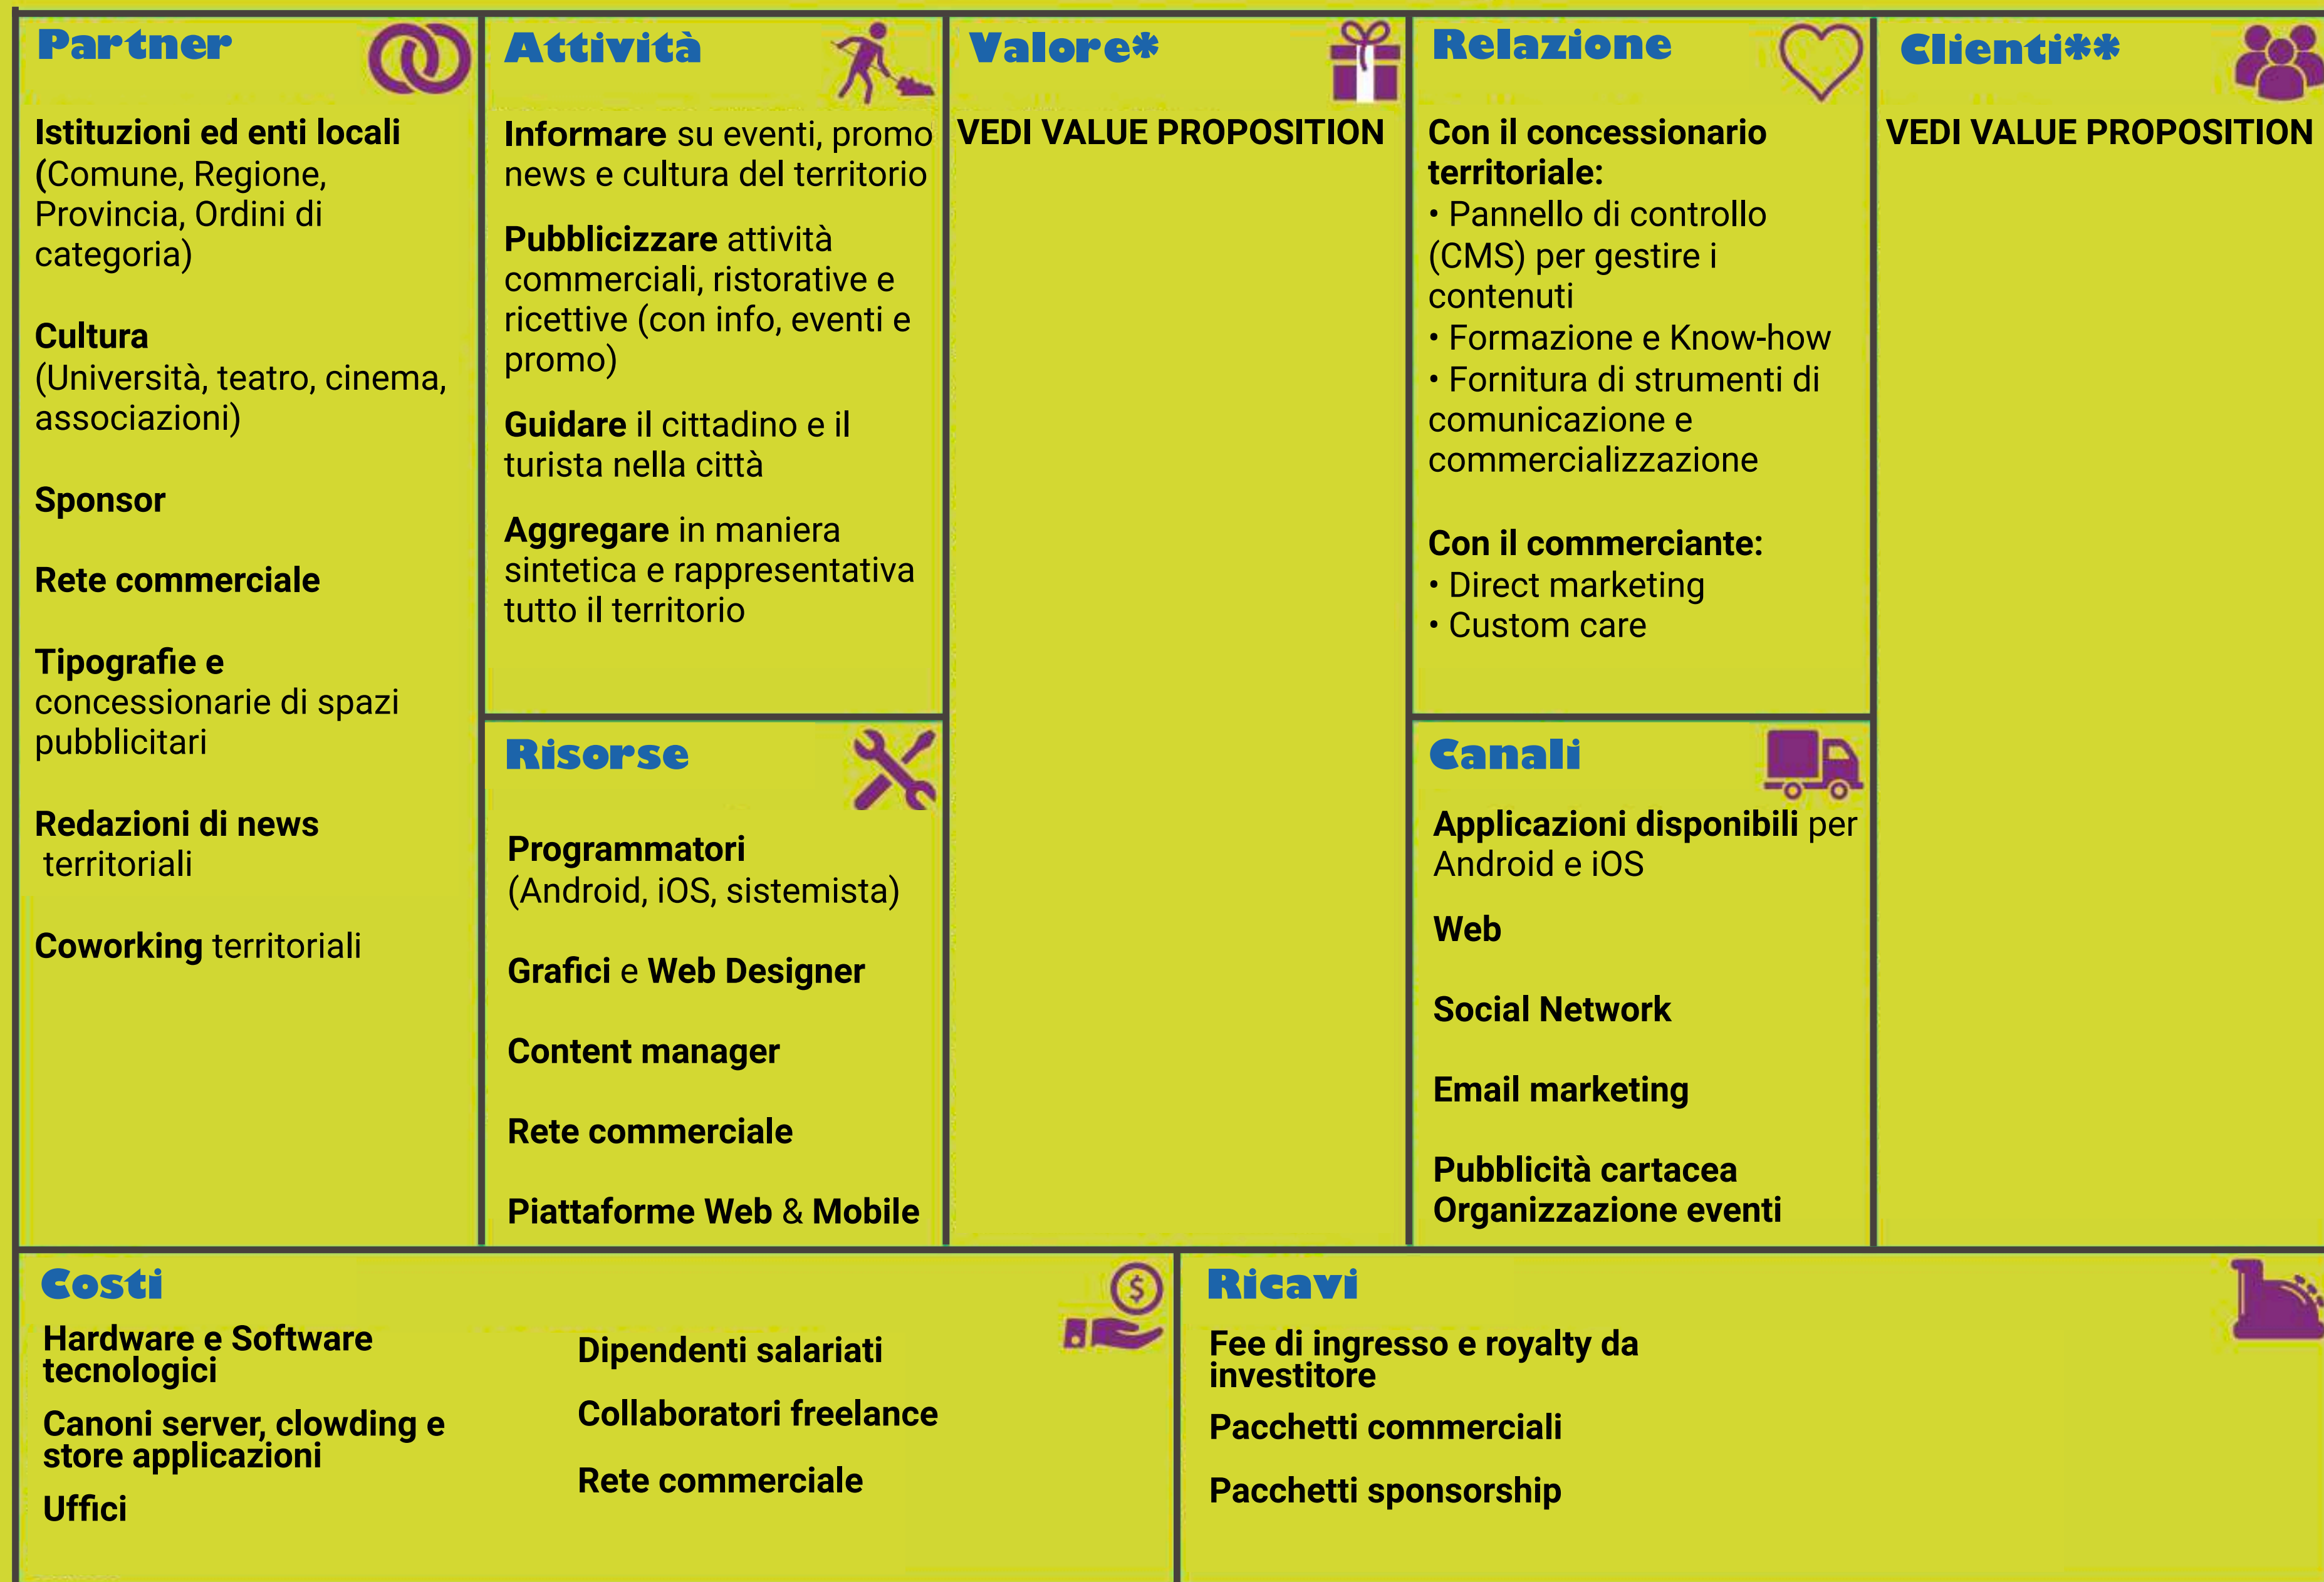 Partner
Istituzioni ed enti locali
(Comune, Regione,
Provincia, Ordini di
categoria)
Cultura
(Università, teatro, cinema,
associazioni)
Sponsor
Rete commerciale
Tipografie e
concessionarie di spazi
pubblicitari
Redazioni di news
territoriali
Coworking territoriali
Attività
Informare su eventi, promo
news e cultura del territorio
Pubblicizzare attività
commerciali, ristorative e
ricettive (con info, eventi e
promo)
Guidare il cittadino e il
turista nella città
Aggregare in maniera
sintetica e rappresentativa
tutto il territorio
Risorse
Programmatori
(Android, iOS, sistemista)
Grafici e Web Designer
Content manager
Rete commerciale
Piattaforme Web & Mobile
Valore*
VEDI VALUE PROPOSITION
Relazione
Con il concessionario
territoriale:
• Pannello di controllo
(CMS) per gestire i
contenuti
• Formazione e Know-how
• Fornitura di strumenti di
comunicazione e
commercializzazione
Con il commerciante:
• Direct marketing
• Custom care
Canali
Applicazioni disponibili per
Android e iOS
Web
Social Network
Email marketing
Pubblicità cartacea
Organizzazione eventi
Clienti**
VEDI VALUE PROPOSITION
Costi
Hardware e Software
tecnologici
Canoni server, clowding e
store applicazioni
Uffici
Dipendenti salariati
Collaboratori freelance
Rete commerciale
$
Ricavi
Fee di ingresso e royalty da
investitore
Pacchetti commerciali
Pacchetti sponsorship